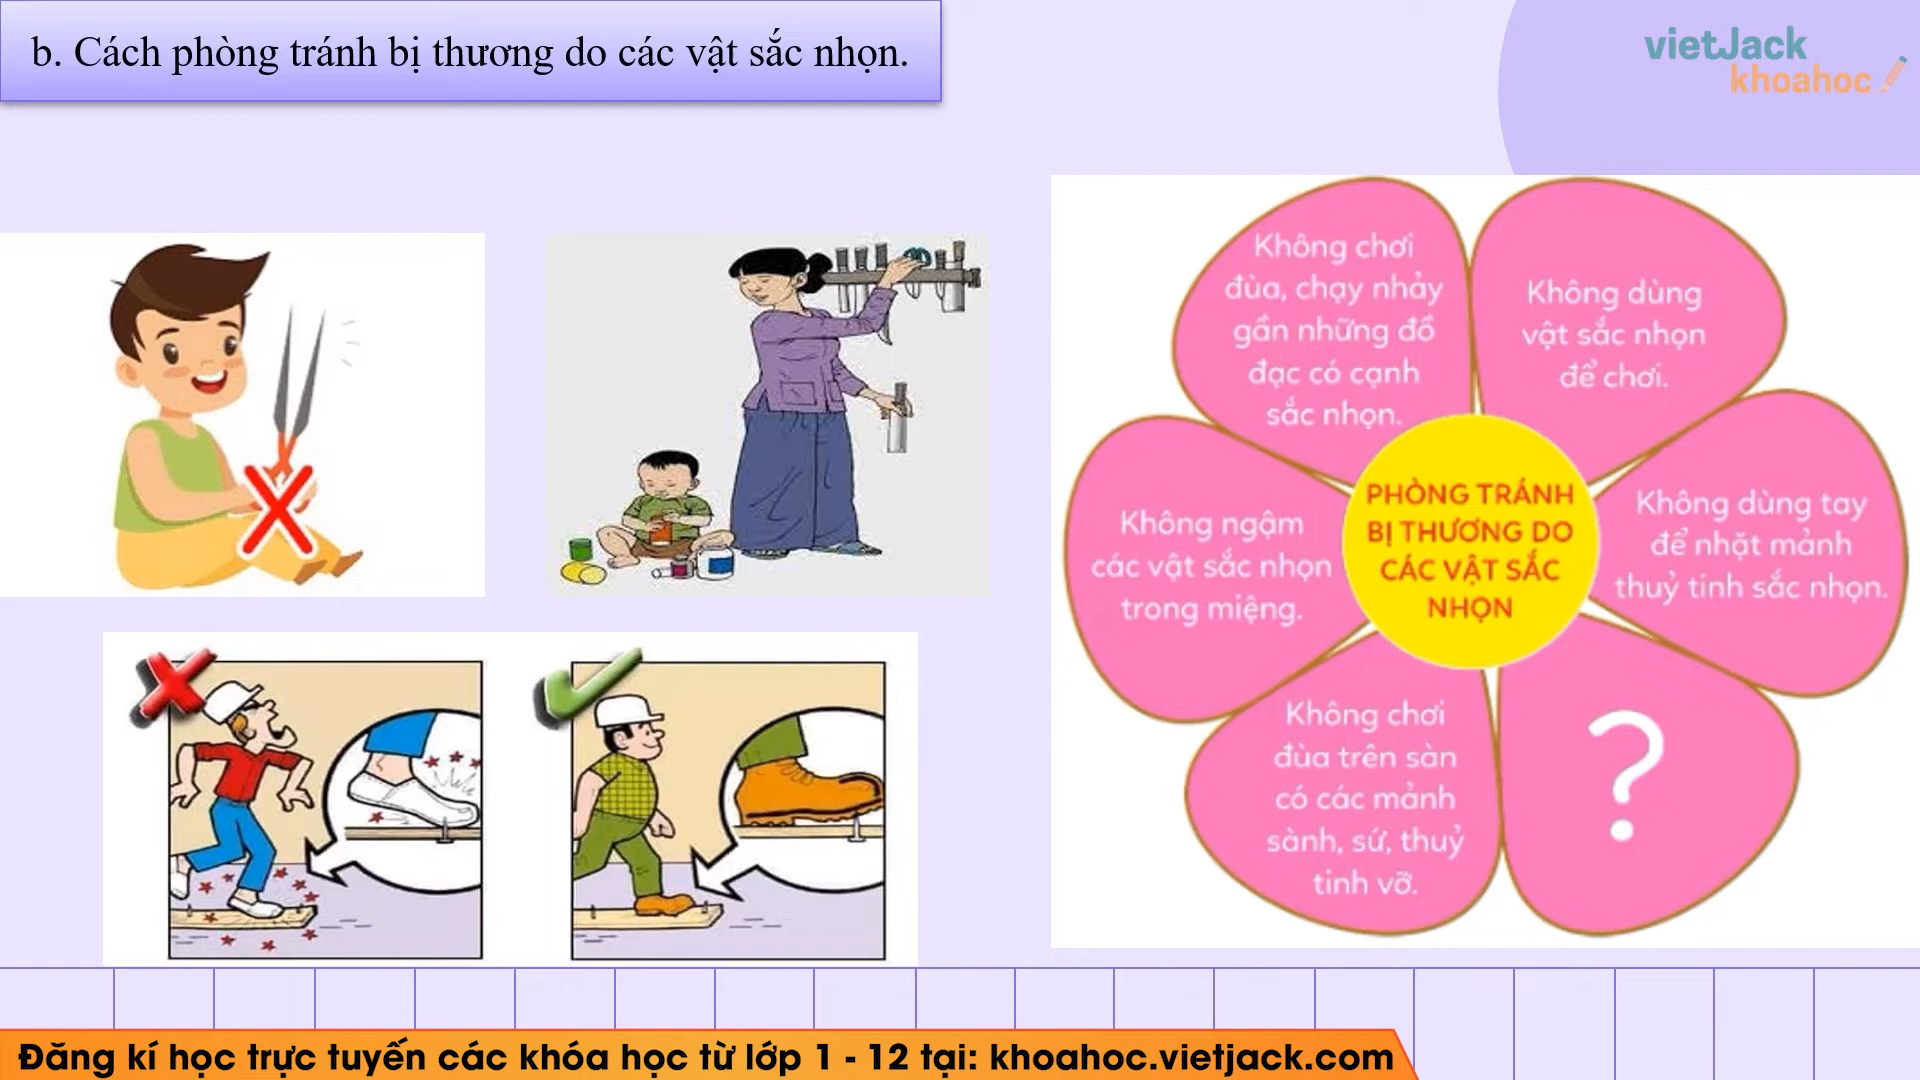 b. Cách phòng tránh bị thương do các vật sắc nhọn.
vietJack
khoahoc
Không chơi
đùa, chạy nhảy
gần những đồ
đạc có cạnh
sắc nhọn.
Không dùng
vật sắc nhọn
để chơi.
Không ngậm
các vật sắc nhọn
trong miệng.
PHÒNG TRÁNH
BỊ THƯƠNG DO
CÁC VẬT SẮC
NHỌN
Không dùng tay
để nhặt mảnh
thuỷ tinh sắc nhọn.
Không chơi
đùa trên sàn
có các mảnh
sành, sứ, thuỷ
tinh vỡ.
?
Đăng kí học trực tuyến các khóa học từ lớp 1 - 12 tại: khoahoc.vietjack.com